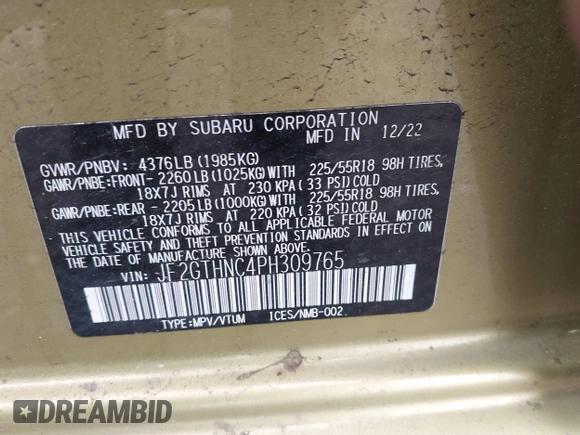 MFD BY SUBARU CORPORATION
MFD IN 12/22
GVWR/PNBV: 4376LB(1985KG)
GAWR/PNBE:FRONT-2260LB(1025KG)WITH 225/55R18 98H TIRES,
18X7J RIMS AT 230 KPA(33 PSI)COLD
GAWR/PNBE:REAR -2205LB(1000KG)WITH 225/55R18 98H TIRES,
18X7J RIMS AT 220 KPA(32 PSI)COLD
THIS VEHICLE CONFORMS TO ALL APPLICABLE FEDERAL MOTOR
VEHICLE SAFETY AND THEFT PREVENTION STANDARDS IN EFFECT ON
THE DATE OF MANUFACTURE SHOWN ABOVE.
VIN: JF2GTHNC4PH309765
TYPE:MPV/VTUM ICES/NMB-002.
DREAMBID